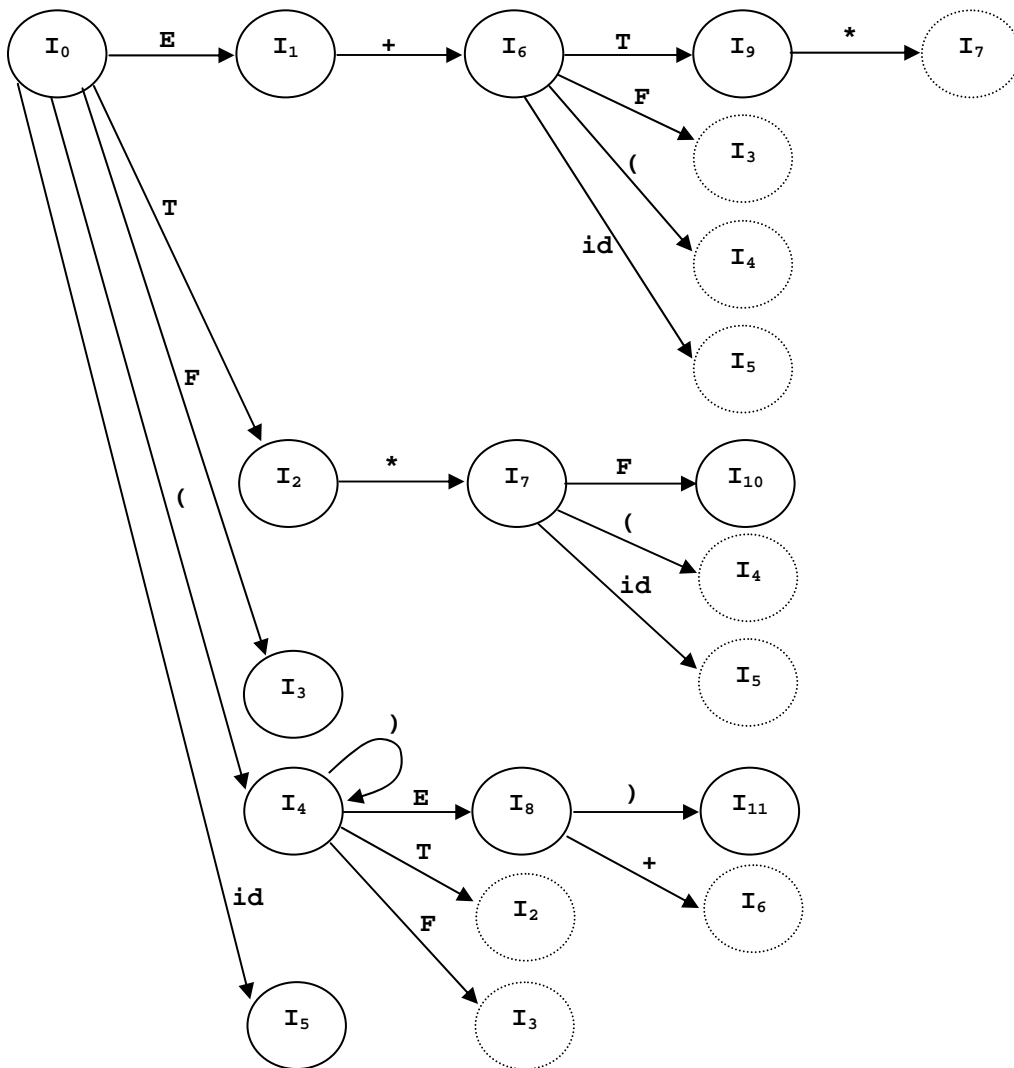 I₀ E I₁ + I₆ T I₉ * I₇
F
I₃
(
T
id I₄
I₅
F
I₂ * I₇ F I₁₀
(
(
I₄
id
I₃ I₅
)
I₄ E I₈ ) I₁₁
T +
id I₂ I₆
F
I₅ I₃